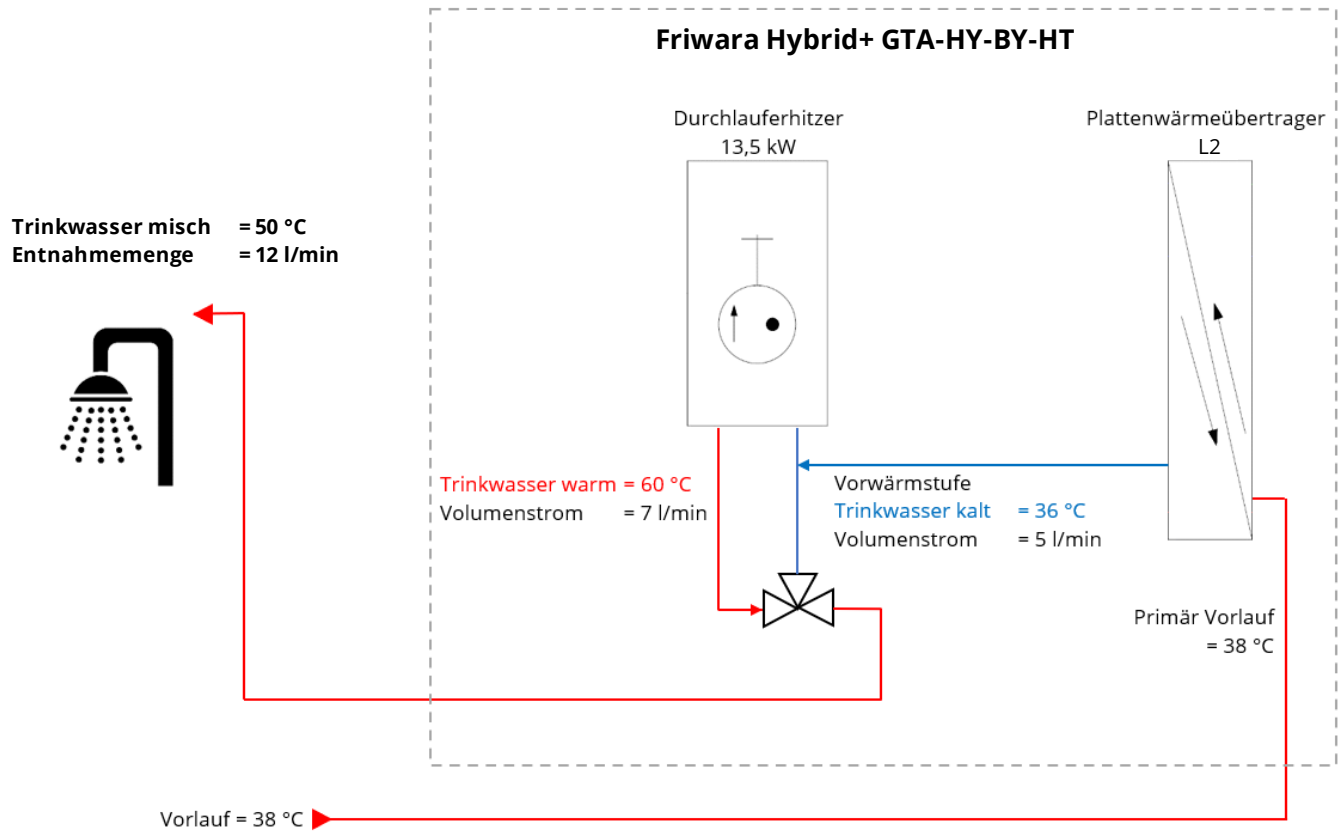 Friwara Hybrid+ GTA-HY-BY-HT
Durchlauferhitzer
13,5 kW
Plattenwärmeübertrager
L2
Trinkwasser misch = 50 °C
Entnahmemenge = 12 l/min
Trinkwasser warm = 60 °C
Volumenstrom = 7 l/min
Vorwärmstufe
Trinkwasser kalt = 36 °C
Volumenstrom = 5 l/min
Primär Vorlauf
= 38 °C
Vorlauf = 38 °C